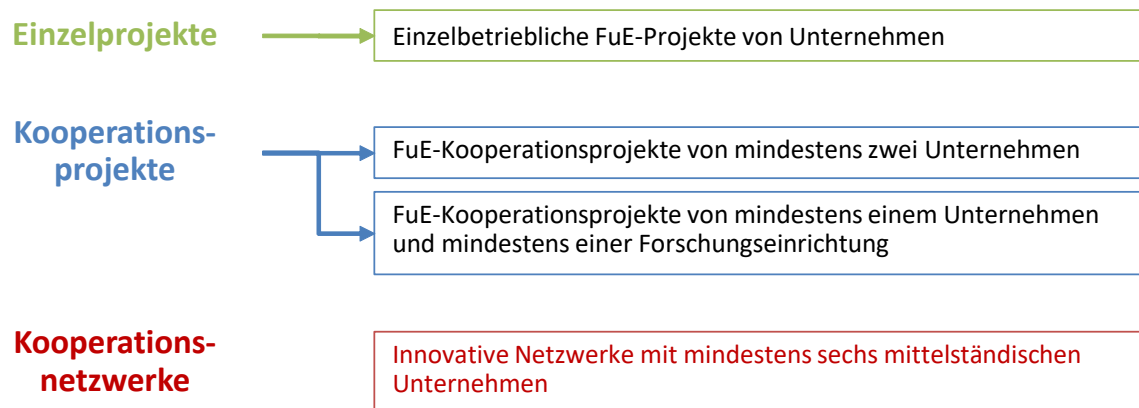 Einzelprojekte
Einzelbetriebliche FuE-Projekte von Unternehmen
Kooperations-
projekte
FuE-Kooperationsprojekte von mindestens zwei Unternehmen
FuE-Kooperationsprojekte von mindestens einem Unternehmen
und mindestens einer Forschungseinrichtung
Kooperations-
netzwerke
Innovative Netzwerke mit mindestens sechs mittelständischen
Unternehmen